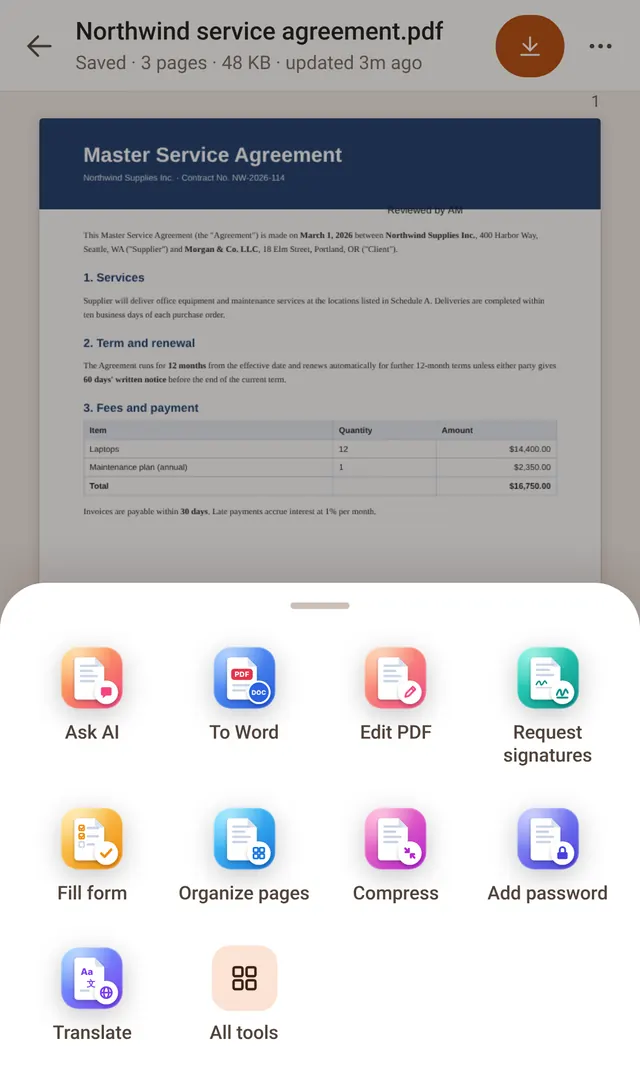 Northwind service agreement.pdf
Saved · 3 pages · 48 KB · updated 3m ago
1
Master Service Agreement
Northwind Supplies Inc. · Contract No. NW-2026-114
Reviewed by AM
This Master Service Agreement (the "Agreement") is made on March 1, 2026 between Northwind Supplies Inc., 400 Harbor Way,
Seattle, WA ("Supplier") and Morgan & Co. LLC, 18 Elm Street, Portland, OR ("Client").
1. Services
Supplier will deliver office equipment and maintenance services at the locations listed in Schedule A. Deliveries are completed within
ten business days of each purchase order.
2. Term and renewal
The Agreement runs for 12 months from the effective date and renews automatically for further 12-month terms unless either party gives
60 days' written notice before the end of the current term.
3. Fees and payment
Item Quantity Amount
Laptops 12 $14,400.00
Maintenance plan (annual) 1 $2,350.00
Total $16,750.00
Invoices are payable within 30 days. Late payments accrue interest at 1% per month.
PDF
DOC
Ask AI To Word Edit PDF Request
signatures
Fill form Organize pages Compress Add password
Aa
文
Translate All tools